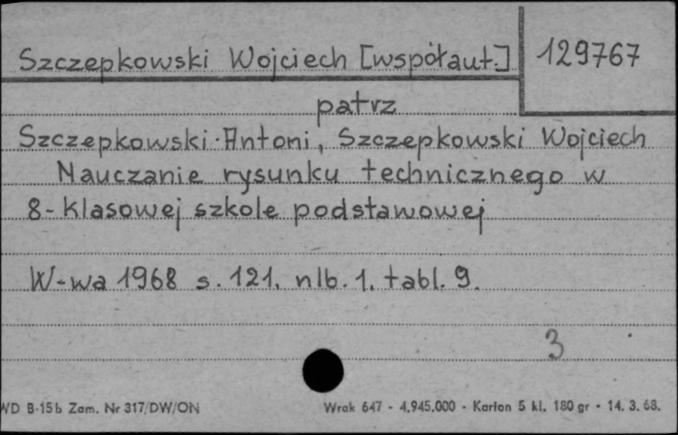 Szczepkowski Wojciech [współaut.] 129767
patrz
Szczepkowski Antoni, Szczepkowski Wojciech
Nauczanie rysunku technicznego w
8-klasowej szkole podstawowej
W-wa 1968 s. 121. nlb. 1. tabl. 9.
3
WD B-15b Zam. Nr 317/DW/ON Wrak 647 - 4.945.000 - Karton 5 kl. 180 gr - 14. 3. 68.